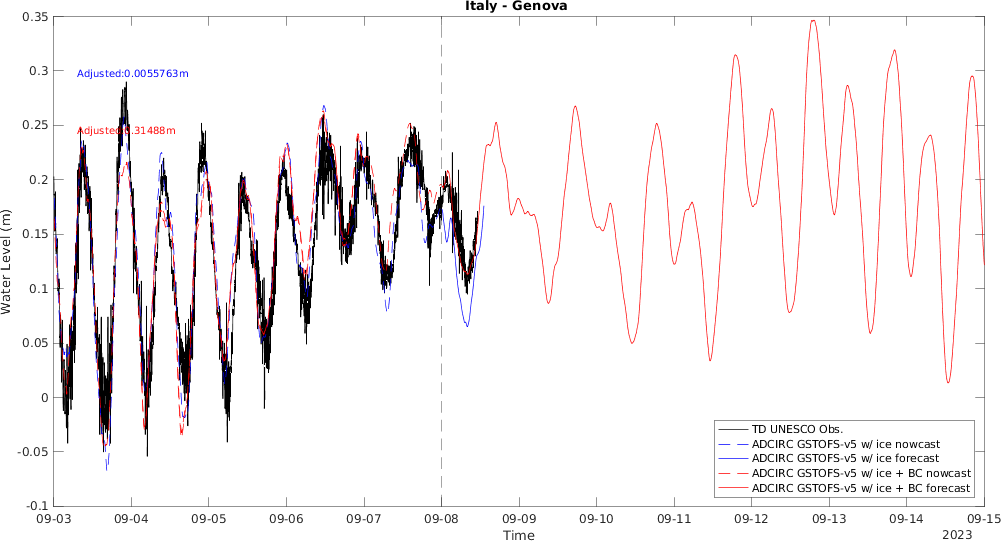 Italy - Genova
0.35
0.3
0.25
0.2
0.15
0.1
0.05
0
-0.05
-0.1
Water Level (m)
Adjusted:0.0055763m
Adjusted:0.31488m
TD UNESCO Obs.
ADCIRC GSTOFS-v5 w/ ice nowcast
ADCIRC GSTOFS-v5 w/ ice forecast
ADCIRC GSTOFS-v5 w/ ice + BC nowcast
ADCIRC GSTOFS-v5 w/ ice + BC forecast
09-03 09-04 09-05 09-06 09-07 09-08 09-09 09-10 09-11 09-12 09-13 09-14 09-15
Time
2023